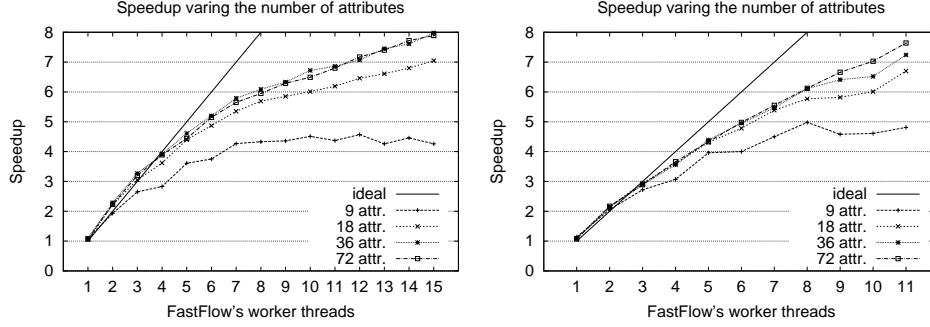 Speedup varing the number of attributes
8
7
6
5
4
3
2
1
0
Speedup
ideal
9 attr.
18 attr.
36 attr.
72 attr.
1 2 3 4 5 6 7 8 9 10 11 12 13 14 15
FastFlow's worker threads
Speedup varing the number of attributes
8
7
6
5
4
3
2
1
0
Speedup
ideal
9 attr.
18 attr.
36 attr.
72 attr.
1 2 3 4 5 6 7 8 9 10 11
FastFlow's worker threads